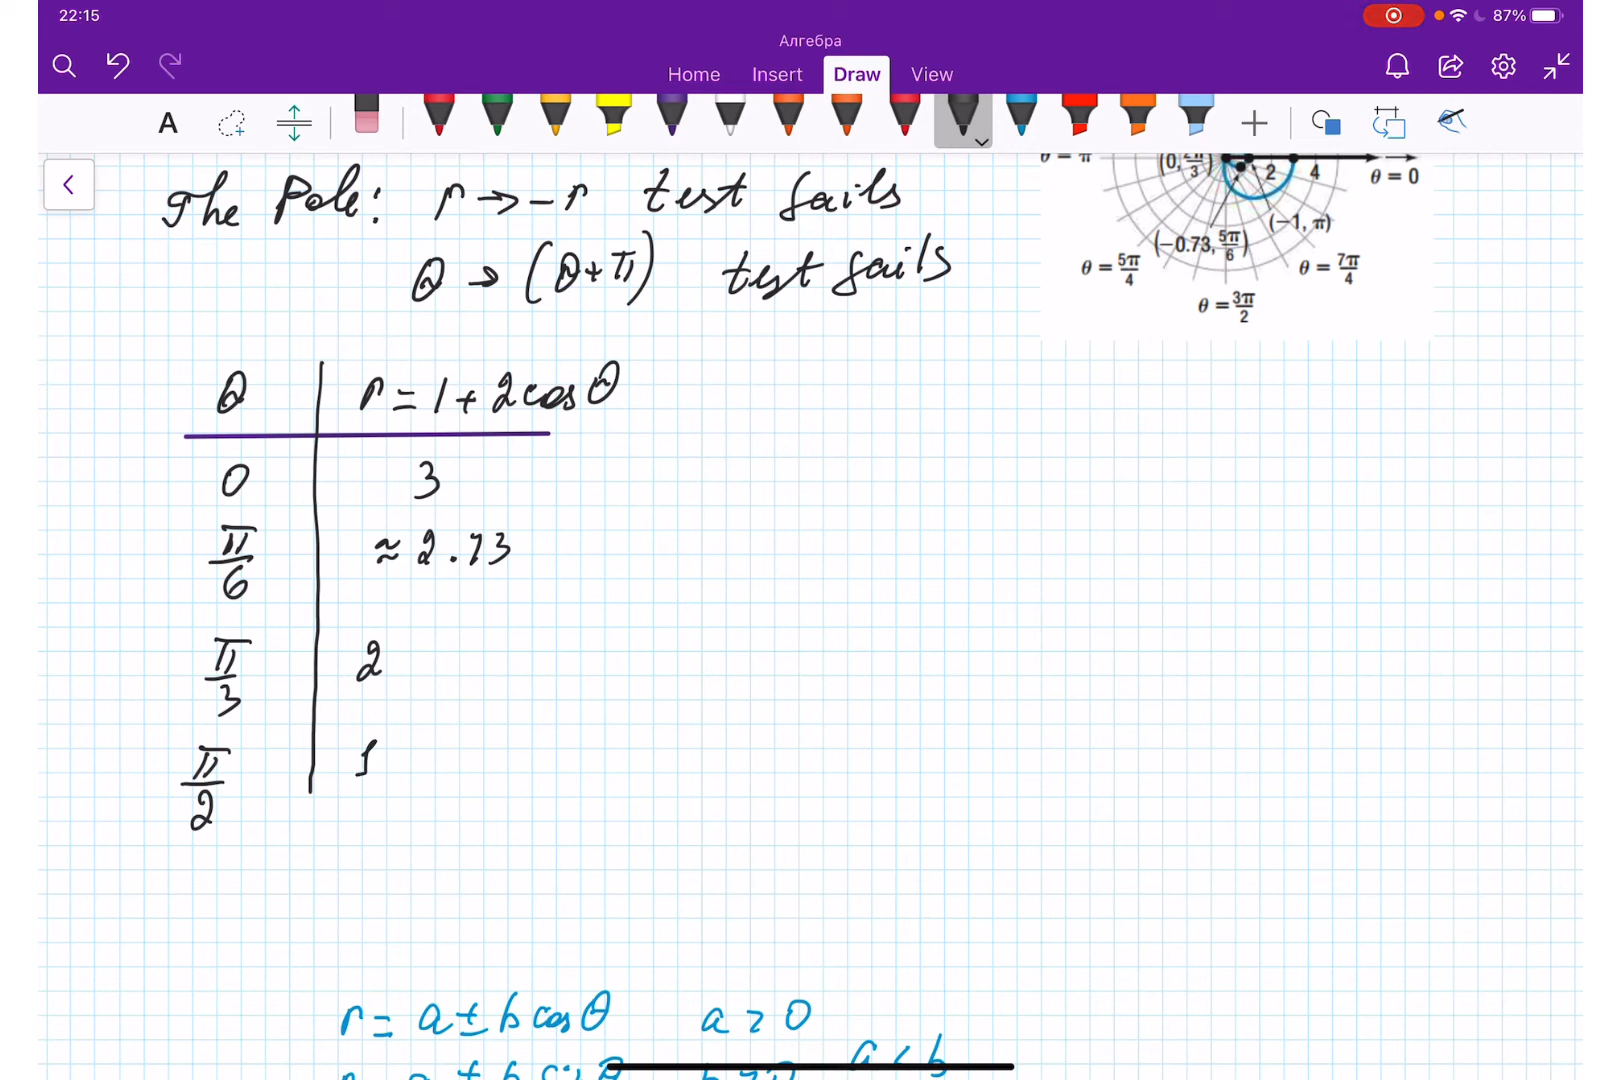 22:15
87%
Алгебра
Home Insert Draw View
A
The Pole: r → -r test fails
θ → (θ+π) test fails
(0, 2π/3) 2 4 θ = 0
θ = π
(-1, π)
(-0.73, 5π/6)
θ = 5π/4 θ = 7π/4
θ = 3π/2
θ r = 1 + 2 cos θ
0 3
π/6 ≈ 2.73
π/3 2
π/2 1
r = a ± b cos θ a > 0
a < b